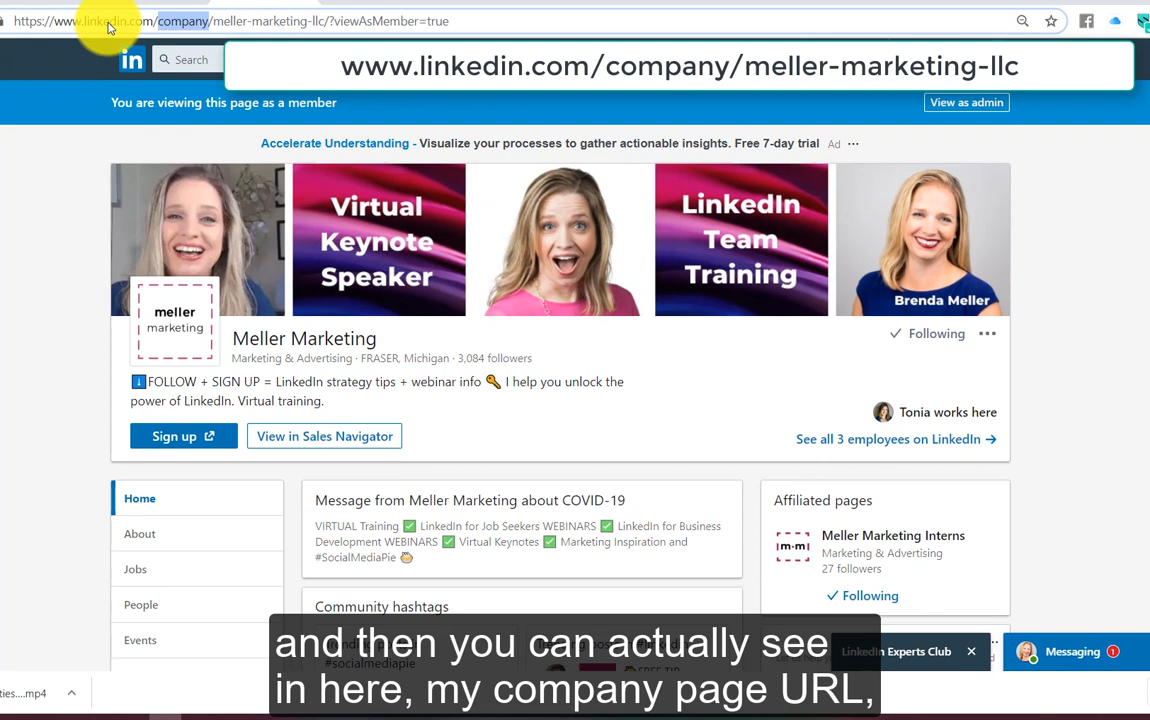 https://www.linkedin.com/company/meller-marketing-llc/?viewAsMember=true
in
Search
www.linkedin.com/company/meller-marketing-llc
You are viewing this page as a member
View as admin
Accelerate Understanding - Visualize your processes to gather actionable insights. Free 7-day trial Ad ···
Virtual
Keynote
Speaker
LinkedIn
Team
Training
Brenda Meller
meller
marketing
Meller Marketing
Following
Marketing & Advertising · FRASER, Michigan · 3,084 followers
FOLLOW + SIGN UP = LinkedIn strategy tips + webinar info 🔑 I help you unlock the
power of LinkedIn. Virtual training.
Tonia works here
Sign up
View in Sales Navigator
See all 3 employees on LinkedIn →
Home
About
Jobs
People
Events
Message from Meller Marketing about COVID-19
VIRTUAL Training ✅ LinkedIn for Job Seekers WEBINARS ✅ LinkedIn for Business
Development WEBINARS ✅ Virtual Keynotes ✅ Marketing Inspiration and
#SocialMediaPie
Community hashtags
#socialmediapie
Affiliated pages
m·m
Meller Marketing Interns
Marketing & Advertising
27 followers
Following
and then you can actually see
in here, my company page URL,
LinkedIn Experts Club
Messaging 1
ties....mp4